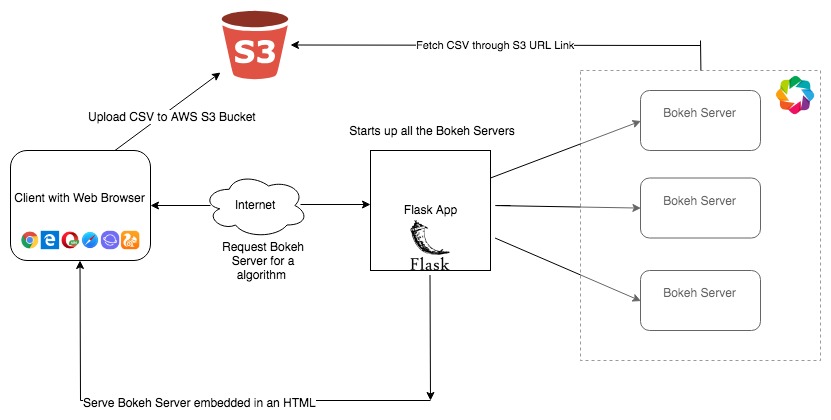 S3
Fetch CSV through S3 URL Link
Upload CSV to AWS S3 Bucket
Starts up all the Bokeh Servers
Bokeh Server
Client with Web Browser
Internet
Flask App
Bokeh Server
Request Bokeh
Server for a
algorithm
Flask
Bokeh Server
Serve Bokeh Server embedded in an HTML